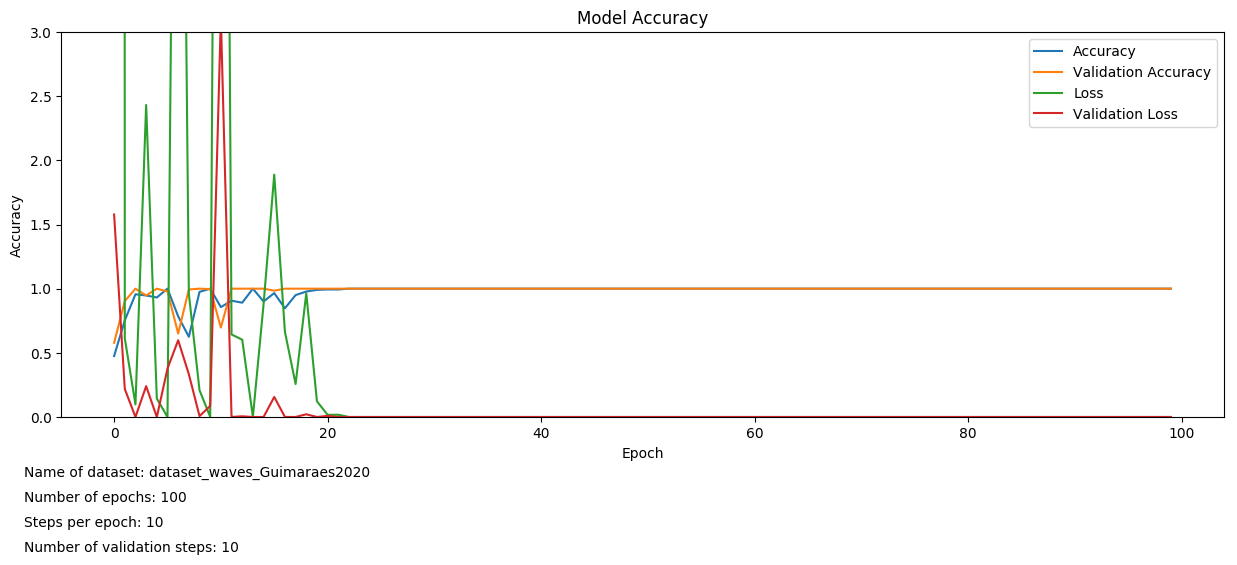 Model Accuracy
3.0
2.5
2.0
1.5
1.0
0.5
0.0
Accuracy
Accuracy
Validation Accuracy
Loss
Validation Loss
0 20 40 60 80 100
Epoch
Name of dataset: dataset_waves_Guimaraes2020
Number of epochs: 100
Steps per epoch: 10
Number of validation steps: 10